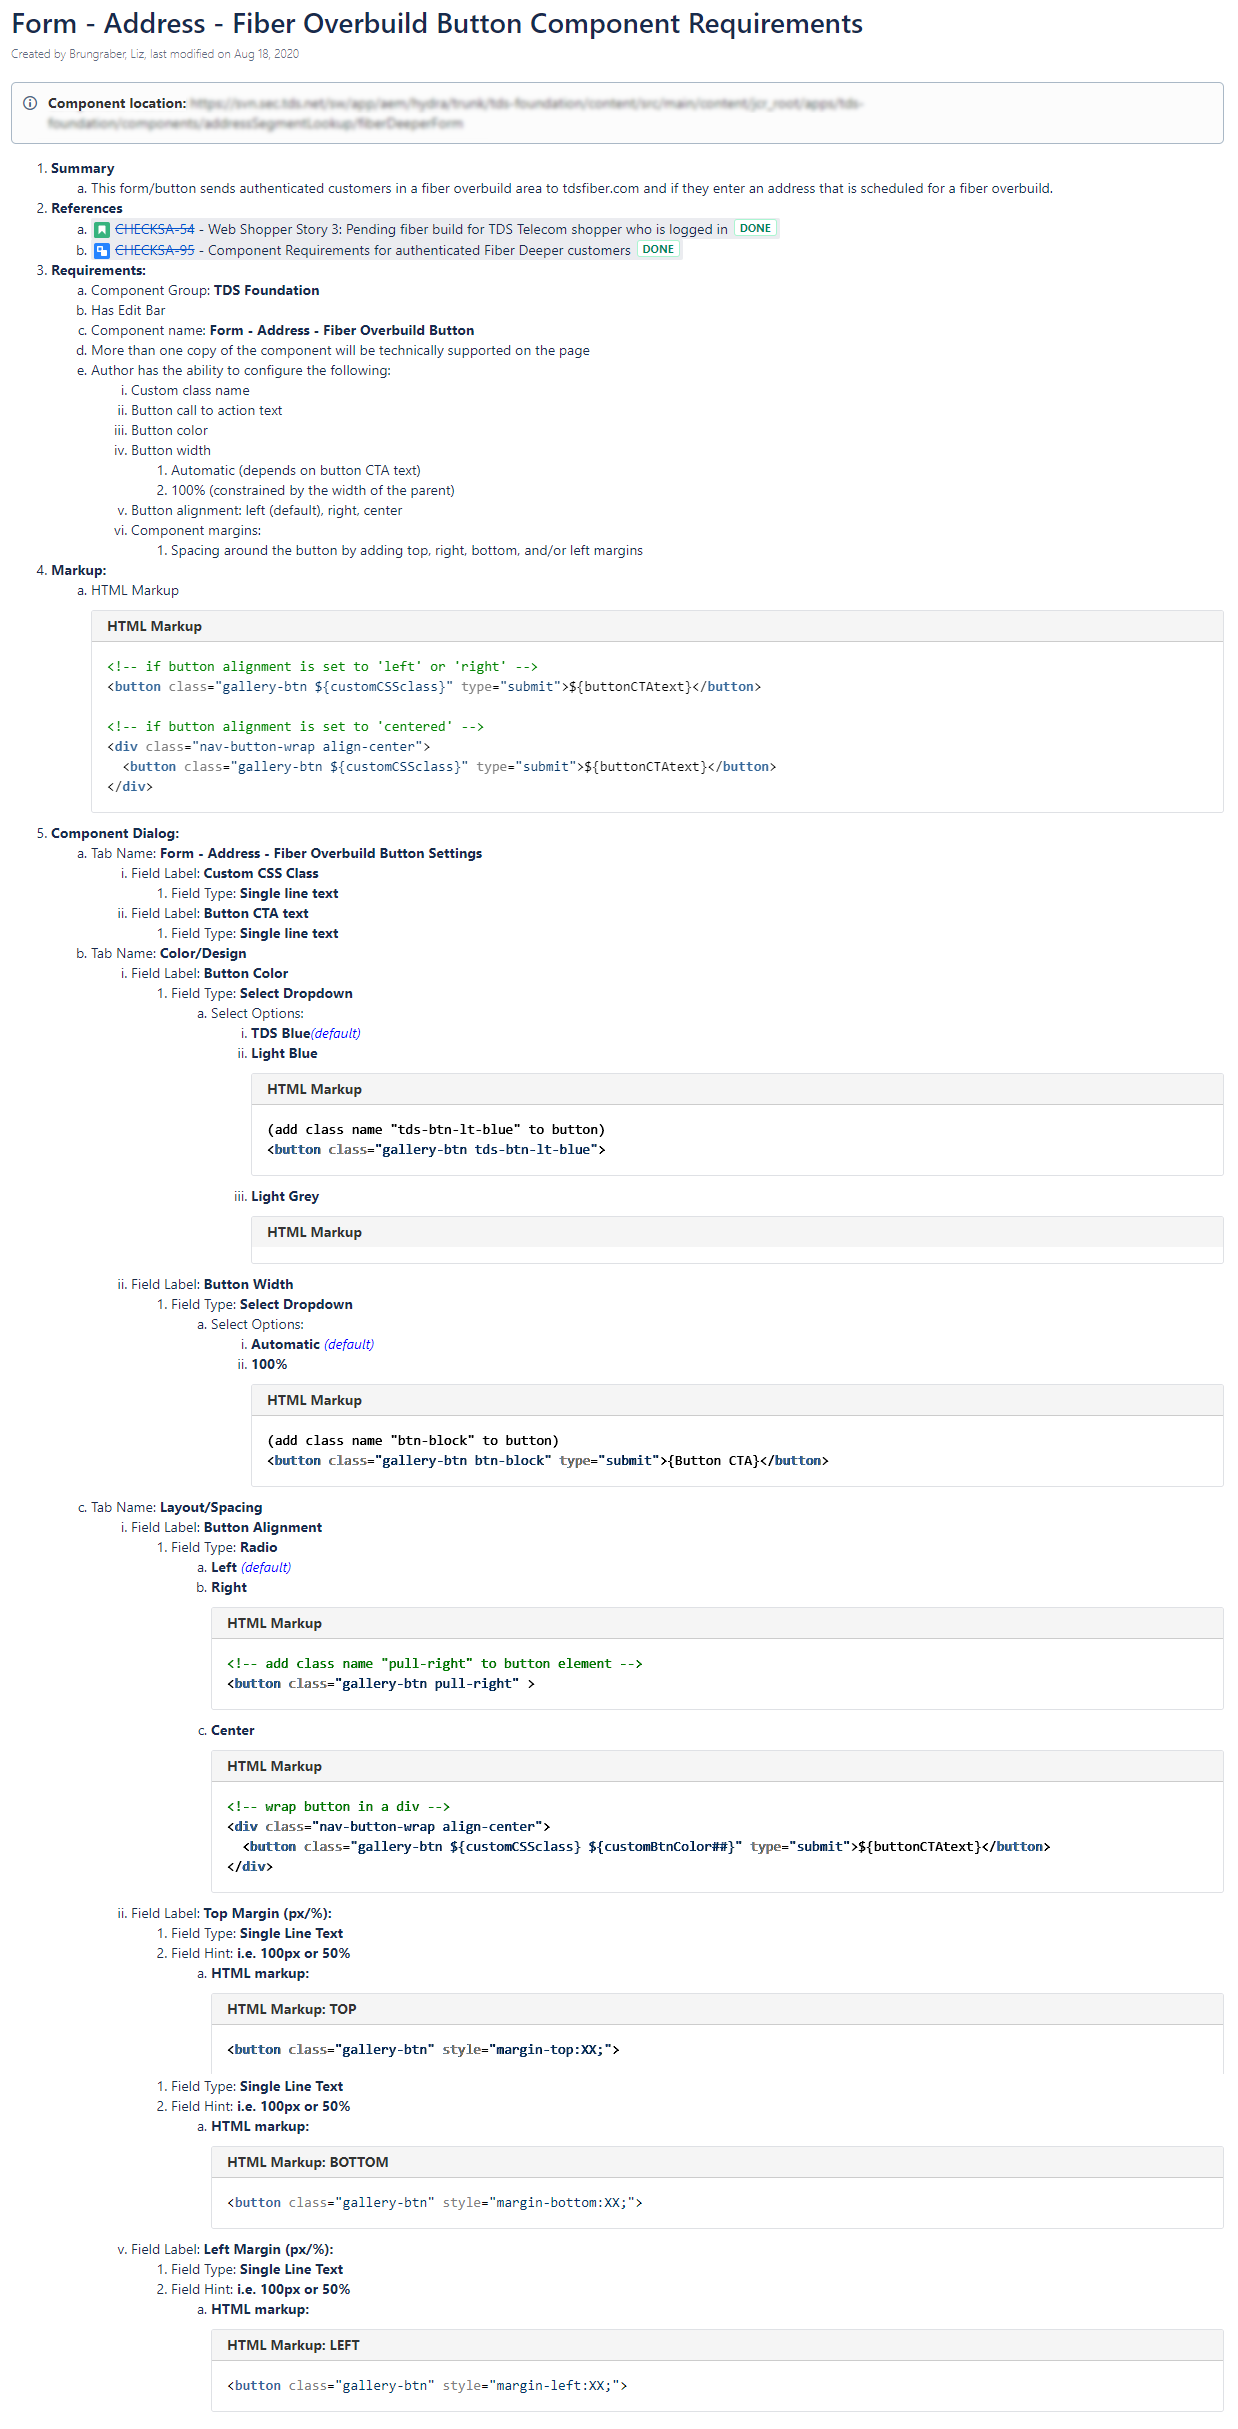 Form - Address - Fiber Overbuild Button Component Requirements
Created by Brungraber, Liz, last modified on Aug 18, 2020
Component location:
1. Summary
a. This form/button sends authenticated customers in a fiber overbuild area to tdsfiber.com and if they enter an address that is scheduled for a fiber overbuild.
2. References
a. CHECKSA-54 - Web Shopper Story 3: Pending fiber build for TDS Telecom shopper who is logged in DONE
b. CHECKSA-95 - Component Requirements for authenticated Fiber Deeper customers DONE
3. Requirements:
a. Component Group: TDS Foundation
b. Has Edit Bar
c. Component name: Form - Address - Fiber Overbuild Button
d. More than one copy of the component will be technically supported on the page
e. Author has the ability to configure the following:
i. Custom class name
ii. Button call to action text
iii. Button color
iv. Button width
1. Automatic (depends on button CTA text)
2. 100% (constrained by the width of the parent)
v. Button alignment: left (default), right, center
vi. Component margins:
1. Spacing around the button by adding top, right, bottom, and/or left margins
4. Markup:
a. HTML Markup
HTML Markup
<!-- if button alignment is set to 'left' or 'right' -->
<button class="gallery-btn ${customCSSclass}" type="submit">${buttonCTAtext}</button>
<!-- if button alignment is set to 'centered' -->
<div class="nav-button-wrap align-center">
<button class="gallery-btn ${customCSSclass}" type="submit">${buttonCTAtext}</button>
</div>
5. Component Dialog:
a. Tab Name: Form - Address - Fiber Overbuild Button Settings
i. Field Label: Custom CSS Class
1. Field Type: Single line text
ii. Field Label: Button CTA text
1. Field Type: Single line text
b. Tab Name: Color/Design
i. Field Label: Button Color
1. Field Type: Select Dropdown
a. Select Options:
i. TDS Blue(default)
ii. Light Blue
HTML Markup
(add class name "tds-btn-lt-blue" to button)
<button class="gallery-btn tds-btn-lt-blue">
iii. Light Grey
HTML Markup
ii. Field Label: Button Width
1. Field Type: Select Dropdown
a. Select Options:
i. Automatic (default)
ii. 100%
HTML Markup
(add class name "btn-block" to button)
<button class="gallery-btn btn-block" type="submit">{Button CTA}</button>
c. Tab Name: Layout/Spacing
i. Field Label: Button Alignment
1. Field Type: Radio
a. Left (default)
b. Right
HTML Markup
<!-- add class name "pull-right" to button element -->
<button class="gallery-btn pull-right" >
c. Center
HTML Markup
<!-- wrap button in a div -->
<div class="nav-button-wrap align-center">
<button class="gallery-btn ${customCSSclass} ${customBtnColor##}" type="submit">${buttonCTAtext}</button>
</div>
ii. Field Label: Top Margin (px/%):
1. Field Type: Single Line Text
2. Field Hint: i.e. 100px or 50%
a. HTML markup:
HTML Markup: TOP
<button class="gallery-btn" style="margin-top:XX;">
1. Field Type: Single Line Text
2. Field Hint: i.e. 100px or 50%
a. HTML markup:
HTML Markup: BOTTOM
<button class="gallery-btn" style="margin-bottom:XX;">
v. Field Label: Left Margin (px/%):
1. Field Type: Single Line Text
2. Field Hint: i.e. 100px or 50%
a. HTML markup:
HTML Markup: LEFT
<button class="gallery-btn" style="margin-left:XX;">